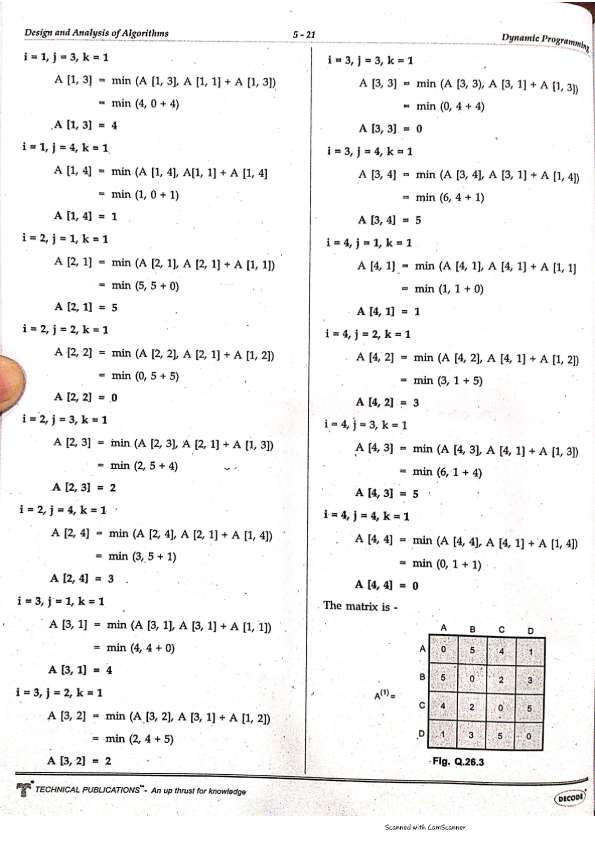 Design and Analysis of Algorithms
5 - 21
Dynamic Programming
i = 1, j = 3, k = 1
A [1, 3] = min (A [1, 3], A [1, 1] + A [1, 3])
= min (4, 0 + 4)
A [1, 3] = 4
i = 1, j = 4, k = 1
A [1, 4] = min (A [1, 4], A[1, 1] + A [1, 4]
= min (1, 0 + 1)
A [1, 4] = 1
i = 2, j = 1, k = 1
A [2, 1] = min (A [2, 1], A [2, 1] + A [1, 1])
= min (5, 5 + 0)
A [2, 1] = 5
i = 2, j = 2, k = 1
A [2, 2] = min (A [2, 2], A [2, 1] + A [1, 2])
= min (0, 5 + 5)
A [2, 2] = 0
i = 2, j = 3, k = 1
A [2, 3] = min (A [2, 3], A [2, 1] + A [1, 3])
= min (2, 5 + 4)
A [2, 3] = 2
i = 2, j = 4, k = 1
A [2, 4] = min (A [2, 4], A [2, 1] + A [1, 4])
= min (3, 5 + 1)
A [2, 4] = 3
i = 3, j = 1, k = 1
A [3, 1] = min (A [3, 1], A [3, 1] + A [1, 1])
= min (4, 4 + 0)
A [3, 1] = 4
i = 3, j = 2, k = 1
A [3, 2] = min (A [3, 2], A [3, 1] + A [1, 2])
= min (2, 4 + 5)
A [3, 2] = 2
i = 3, j = 3, k = 1
A [3, 3] = min (A [3, 3), A [3, 1] + A [1, 3])
= min (0, 4 + 4)
A [3, 3] = 0
i = 3, j = 4, k = 1
A [3, 4] = min (A [3, 4], A [3, 1] + A [1, 4])
= min (6, 4 + 1)
A [3, 4] = 5
i = 4, j = 1, k = 1
A [4, 1] = min (A [4, 1], A [4, 1] + A [1, 1]
= min (1, 1 + 0)
A [4, 1] = 1
i = 4, j = 2, k = 1
A [4, 2] = min (A [4, 2], A [4, 1] + A [1, 2])
= min (3, 1 + 5)
A [4, 2] = 3
i = 4, j = 3, k = 1
A [4, 3] = min (A [4, 3], A [4, 1] + A [1, 3])
= min (6, 1 + 4)
A [4, 3] = 5
i = 4, j = 4, k = 1
A [4, 4] = min (A [4, 4], A [4, 1] + A [1, 4])
= min (0, 1 + 1)
A [4, 4] = 0
The matrix is -
A B C D
A 0 5 4 1
B 5 0 2 3
A(1) =
C 4 2 0 5
D 1 3 5 0
Fig. Q.26.3
TECHNICAL PUBLICATIONS™ - An up thrust for knowledge
DECODE
Scanned with CamScanner